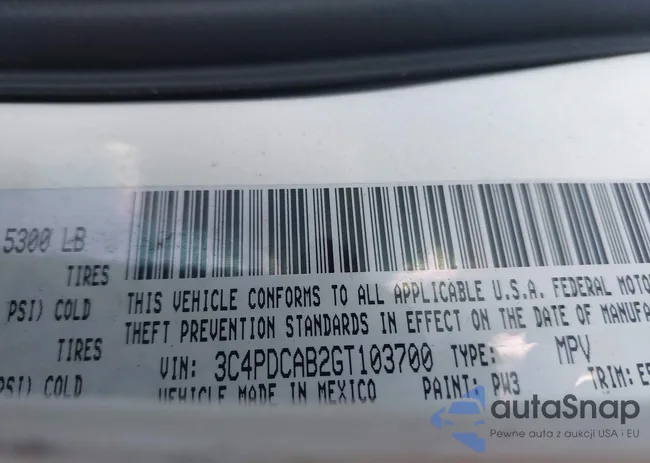 5300 LB
TIRES
THIS VEHICLE CONFORMS TO ALL APPLICABLE U.S.A. FEDERAL MOTO
PSI) COLD
THEFT PREVENTION STANDARDS IN EFFECT ON THE DATE OF MANUFA
TIRES
VIN: 3C4PDCAB2GT103700 TYPE: MPV
PSI) COLD
VEHICLE MADE IN MEXICO PAINT: PW3 TRIM:
autaSnap
Pewne auta z aukcji USA i EU